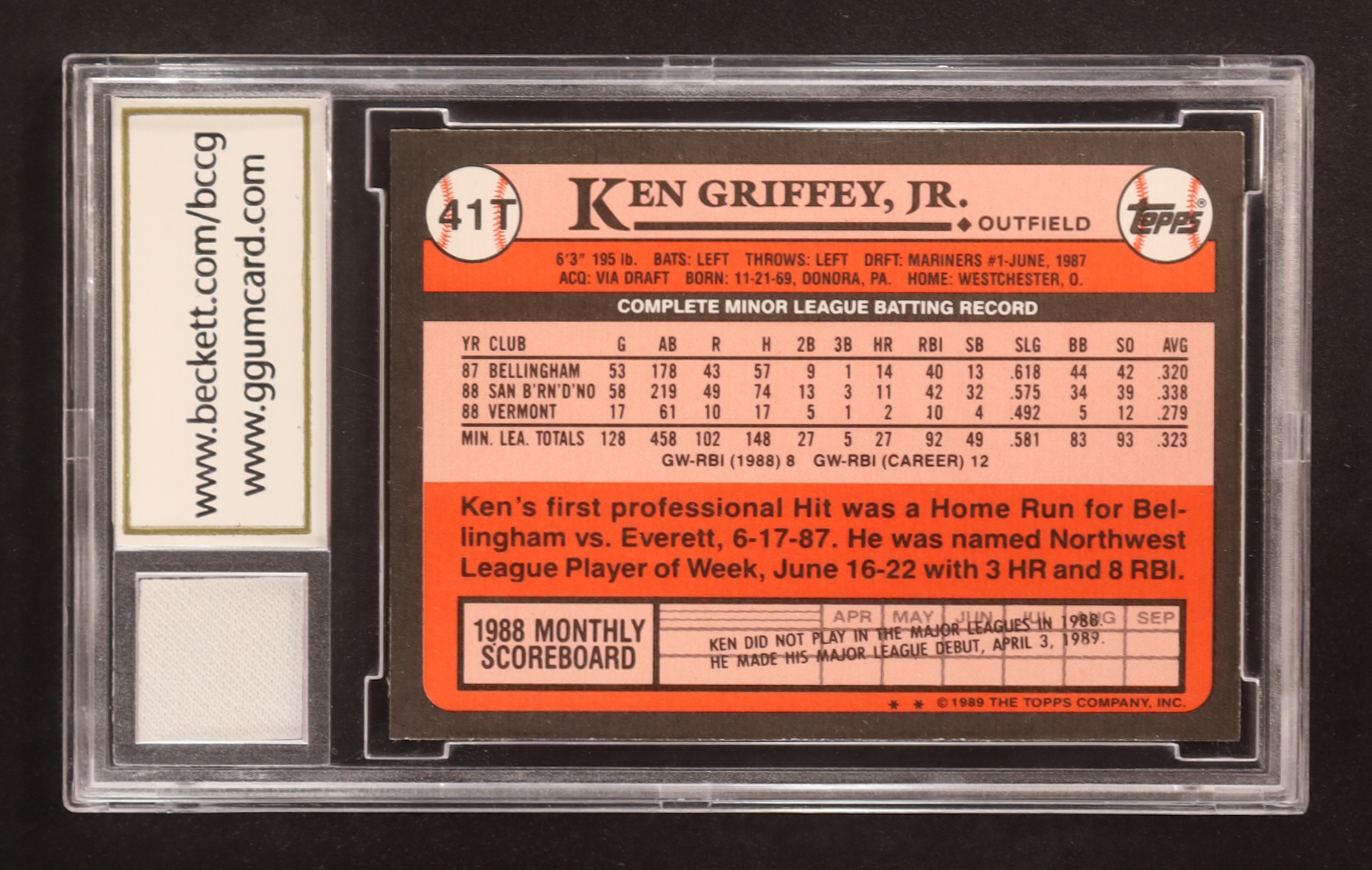 www.beckett.com/bccg
www.ggumcard.com
41T
KEN GRIFFEY, JR.
◆ OUTFIELD
Topps®
6'3" 195 lb. BATS: LEFT THROWS: LEFT DRFT: MARINERS #1-JUNE, 1987
ACQ: VIA DRAFT BORN: 11-21-69, DONORA, PA. HOME: WESTCHESTER, O.
COMPLETE MINOR LEAGUE BATTING RECORD
YR CLUB G AB R H 2B 3B HR RBI SB SLG BB SO AVG
87 BELLINGHAM 53 178 43 57 9 1 14 40 13 .618 44 42 .320
88 SAN B'RN'D'NO 58 219 49 74 13 3 11 42 32 .575 34 39 .338
88 VERMONT 17 61 10 17 5 1 2 10 4 .492 5 12 .279
MIN. LEA. TOTALS 128 458 102 148 27 5 27 92 49 .581 83 93 .323
GW-RBI (1988) 8 GW-RBI (CAREER) 12
Ken's first professional Hit was a Home Run for Bel-
lingham vs. Everett, 6-17-87. He was named Northwest
League Player of Week, June 16-22 with 3 HR and 8 RBI.
1988 MONTHLY
SCOREBOARD
APR MAY JUN JUL AUG SEP
KEN DID NOT PLAY IN THE MAJOR LEAGUES IN 1988.
HE MADE HIS MAJOR LEAGUE DEBUT, APRIL 3, 1989.
* * © 1989 THE TOPPS COMPANY, INC.